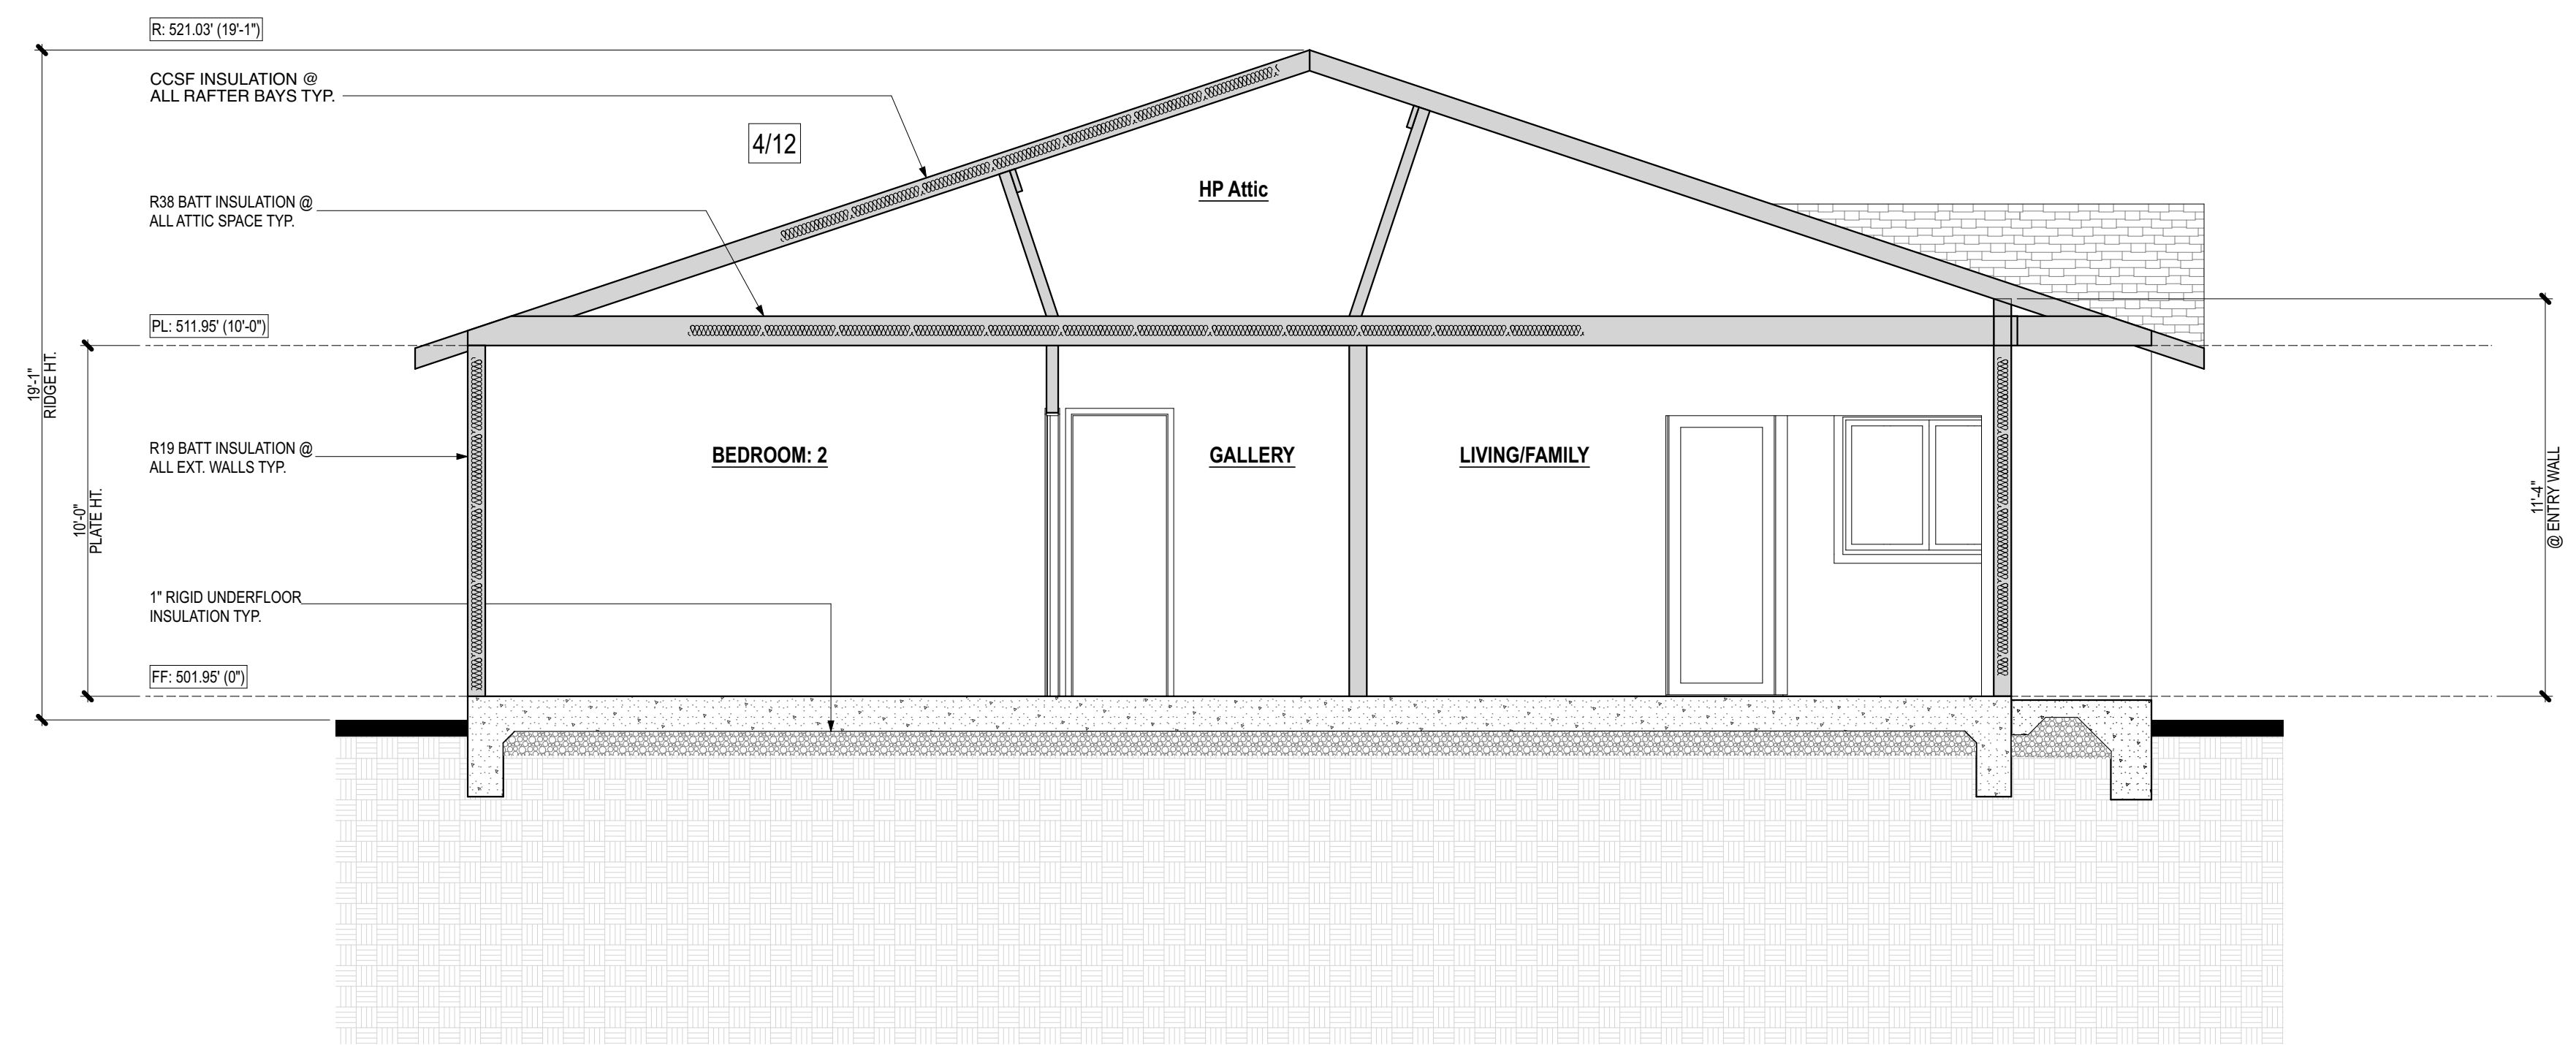 R: 521.03' (19'-1")
CCSF INSULATION @
ALL RAFTER BAYS TYP.
4/12
HP Attic
R38 BATT INSULATION @
ALL ATTIC SPACE TYP.
PL: 511.95' (10'-0")
19'-1"
RIDGE HT.
10'-0"
PLATE HT.
R19 BATT INSULATION @
ALL EXT. WALLS TYP.
BEDROOM: 2
GALLERY
LIVING/FAMILY
11'-4"
@ ENTRY WALL
1" RIGID UNDERFLOOR
INSULATION TYP.
FF: 501.95' (0")